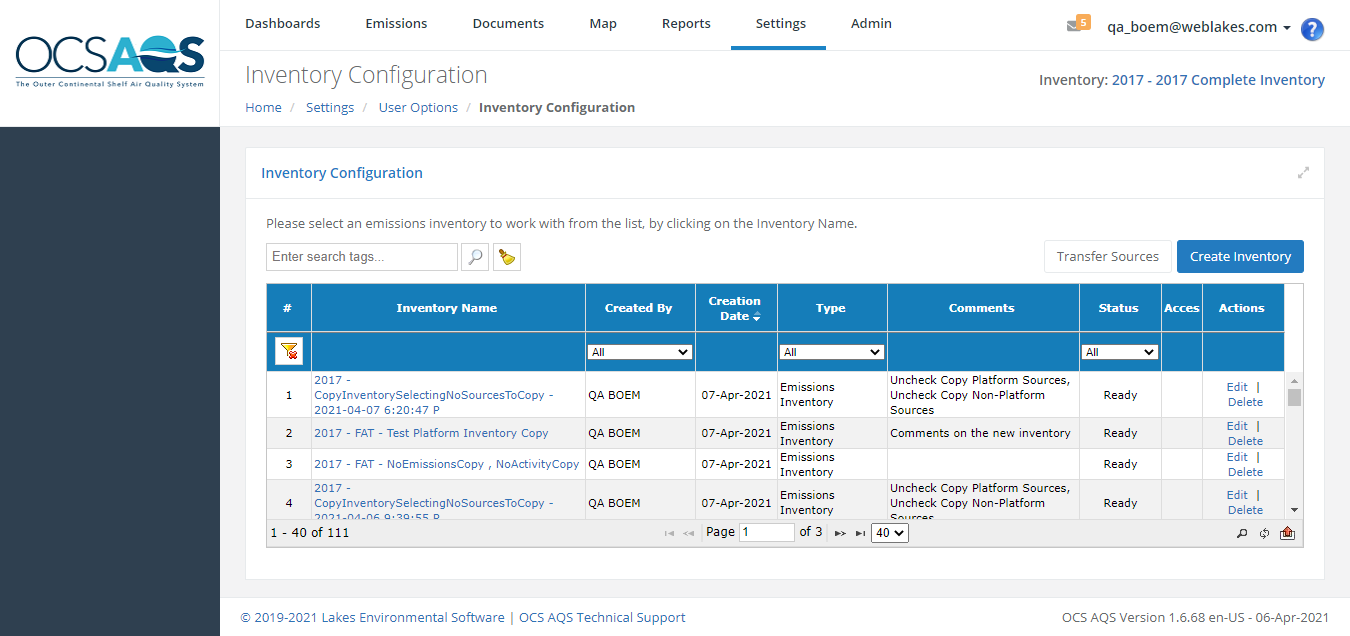 OCSAQS
The Outer Continental Shelf Air Quality System
Dashboards Emissions Documents Map Reports Settings Admin
5 qa_boem@weblakes.com ?
Inventory Configuration
Inventory: 2017 - 2017 Complete Inventory
Home / Settings / User Options / Inventory Configuration
Inventory Configuration
Please select an emissions inventory to work with from the list, by clicking on the Inventory Name.
Enter search tags...
Transfer Sources Create Inventory
# Inventory Name Created By Creation Date Type Comments Status Acces Actions
All All All
1
2017 -
CopyInventorySelectingNoSourcesToCopy -
2021-04-07 6:20:47 P
QA BOEM
07-Apr-2021
Emissions
Inventory
Uncheck Copy Platform Sources,
Uncheck Copy Non-Platform
Sources
Ready
Edit |
Delete
2
2017 - FAT - Test Platform Inventory Copy
QA BOEM
07-Apr-2021
Emissions
Inventory
Comments on the new inventory
Ready
Edit |
Delete
3
2017 - FAT - NoEmissionsCopy , NoActivityCopy
QA BOEM
07-Apr-2021
Emissions
Inventory
Ready
Edit |
Delete
4
2017 -
CopyInventorySelectingNoSourcesToCopy -
2021-04-06 9:39:55 P
QA BOEM
07-Apr-2021
Emissions
Inventory
Uncheck Copy Platform Sources,
Uncheck Copy Non-Platform
Sources
Ready
Edit |
Delete
1 - 40 of 111
Page 1 of 3 40
© 2019-2021 Lakes Environmental Software | OCS AQS Technical Support
OCS AQS Version 1.6.68 en-US - 06-Apr-2021